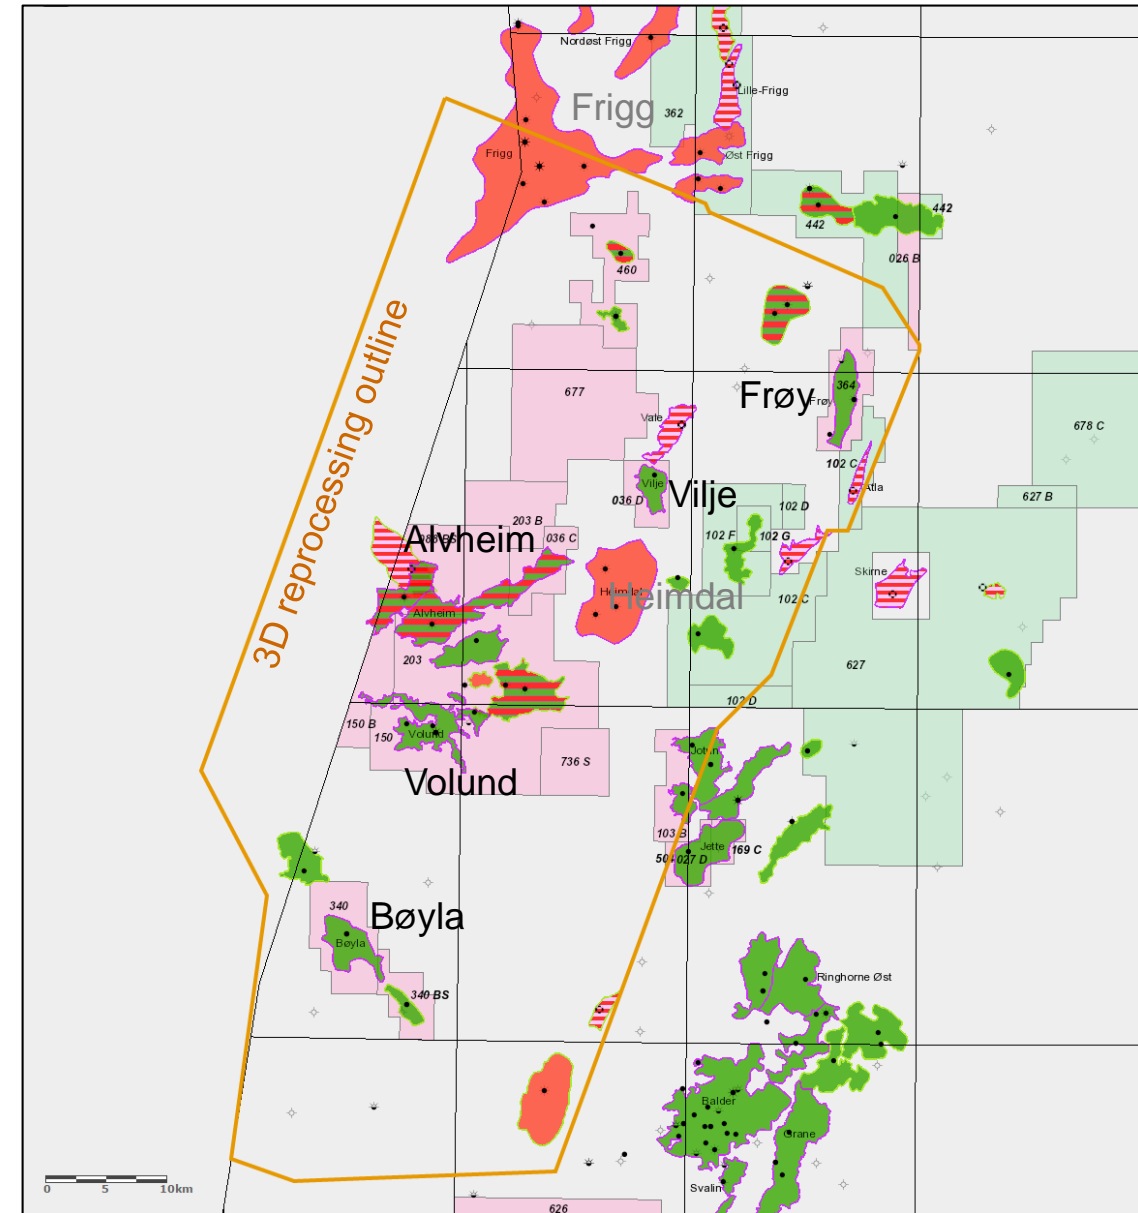 Nordøst Frigg
Frigg
Lille-Frigg
362
Frigg
Øst Frigg
442
442
026 B
460
3D reprocessing outline
677
Frøy
364
Frøy
Vale
678 C
102 C
Vilje
Vilje
036 D
Atla
627 B
102 D
203 B
036 C
102 F
102 G
088 BS
Alvheim
Skirne
Heimdal
Heimdal
102 C
Alvheim
203
627
102 D
150 B
150
Volund
Jotun
736 S
Volund
103 B
Jette
169 C
027 D
340
Bøyla
Bøyla
340 BS
Ringhorne Øst
Balder
Grane
Svalin
0 5 10km
626